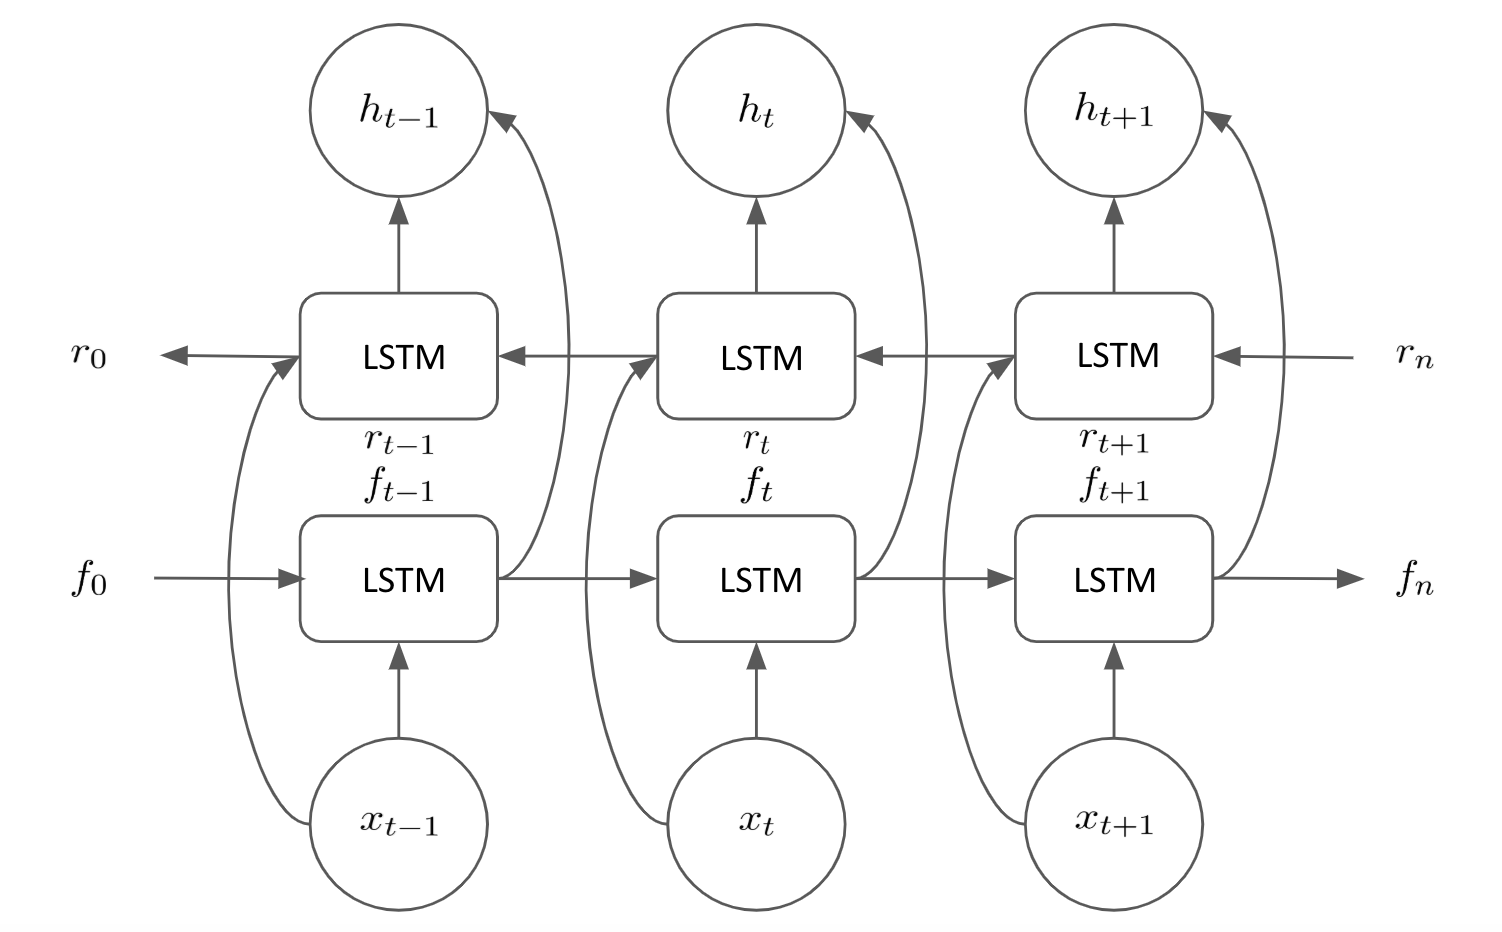 h_{t-1} h_t h_{t+1}
r_0 LSTM LSTM LSTM r_n
r_{t-1} r_t r_{t+1}
f_{t-1} f_t f_{t+1}
f_0 LSTM LSTM LSTM f_n
x_{t-1} x_t x_{t+1}